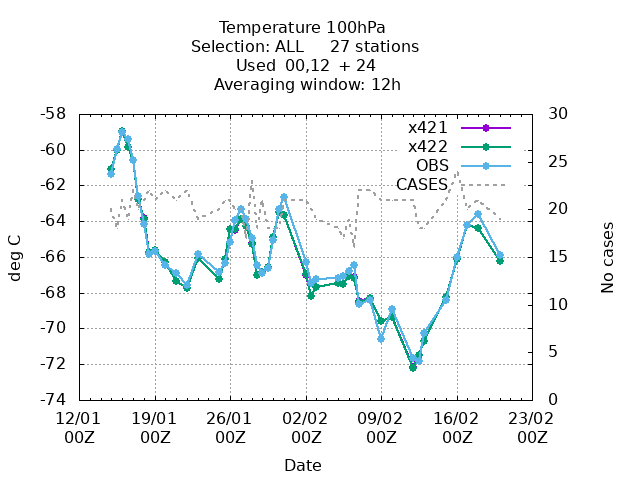 Temperature 100hPa
Selection: ALL     27 stations
Used  00,12  + 24
Averaging window: 12h
-58
-60
-62
-64
-66
-68
-70
-72
-74
deg C
x421
x422
OBS
CASES
30
25
20
15
10
5
0
No cases
12/01 19/01 26/01 02/02 09/02 16/02 23/02
00Z 00Z 00Z 00Z 00Z 00Z 00Z
Date